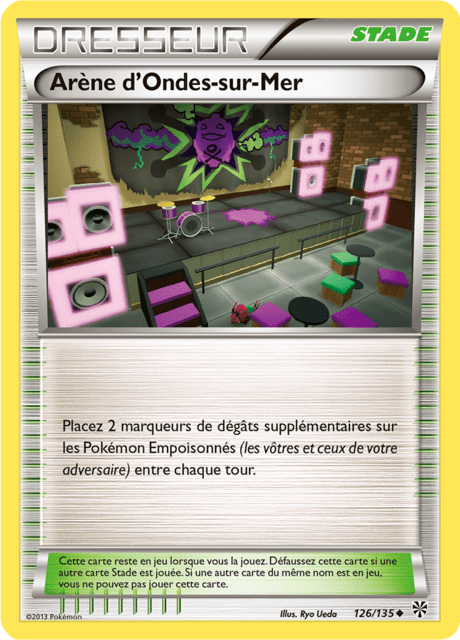 DRESSEUR
STADE
Arène d'Ondes-sur-Mer
Placez 2 marqueurs de dégâts supplémentaires sur
les Pokémon Empoisonnés (les vôtres et ceux de votre
adversaire) entre chaque tour.
Cette carte reste en jeu lorsque vous la jouez. Défaussez cette carte si une
autre carte Stade est jouée. Si une autre carte du même nom est en jeu,
vous ne pouvez pas jouer cette carte.
©2013 Pokémon
Illus. Ryo Ueda
126/135